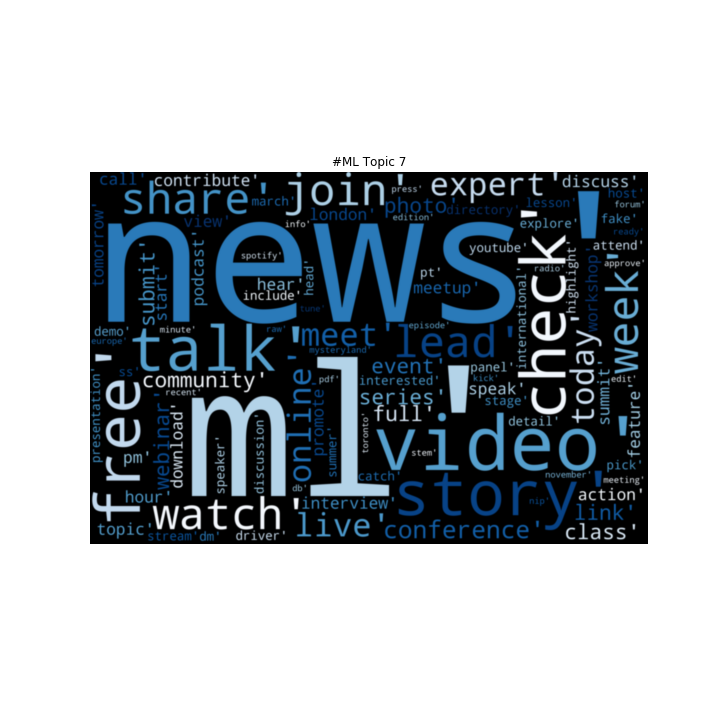 #ML Topic 7
call'
contribute'
share'
march'
join'
press'
expert'
discuss'
host'
forum'
info'
london'
photo'
edition'
directory'
lesson'
explore'
fake'
ready'
tomorrow'
view'
news'
submit'
start'
podcast
spotify'
hear'
include'
head'
tune'
pt'
meetup'
youtube'
international'
check'
radio'
highlight'
workshop
attend'
approve'
week'
demo'
europe'
minute'
talk'
raw'
meet'
mysteryland'
episode'
lead'
today'
free'
ss'
community'
recent'
ml'
pdf'
event'
interested'
series'
full'
panel'
kick'
speak'
stage'
detail'
summit'
edit'
feature'
presentation'
pm'
webinar'
download'
speaker'
discussion'
online'
promote'
summer'
toronto'
stem'
video'
november'
pick'
meeting'
hour'
db'
catch'
interview'
story'
nip'
action'
link'
topic'
watch'
stream'
dm'
driver'
live'
conference'
class'